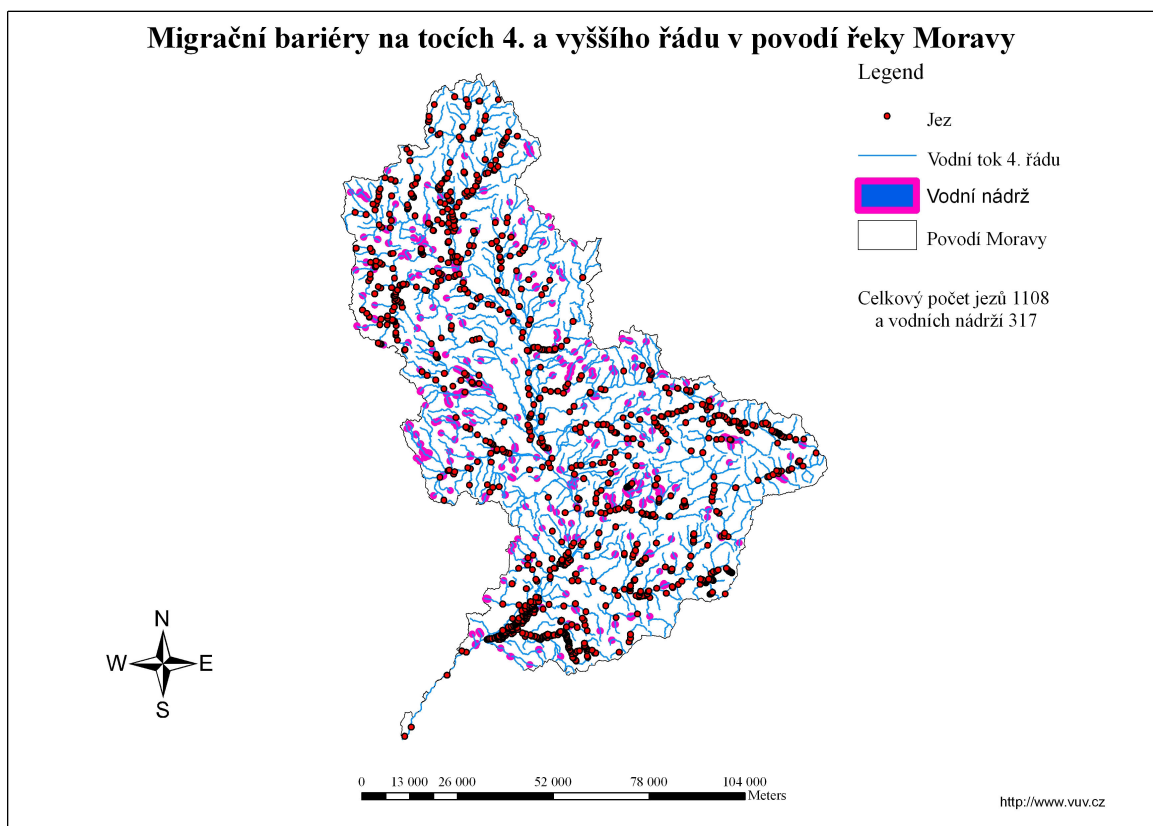 Migrační bariéry na tocích 4. a vyššího řádu v povodí řeky Moravy
Legend
Jez
Vodní tok 4. řádu
Vodní nádrž
Povodí Moravy
Celkový počet jezů 1108
a vodních nádrží 317
N
W E
S
0 13 000 26 000 52 000 78 000 104 000
Meters
http://www.vuv.cz